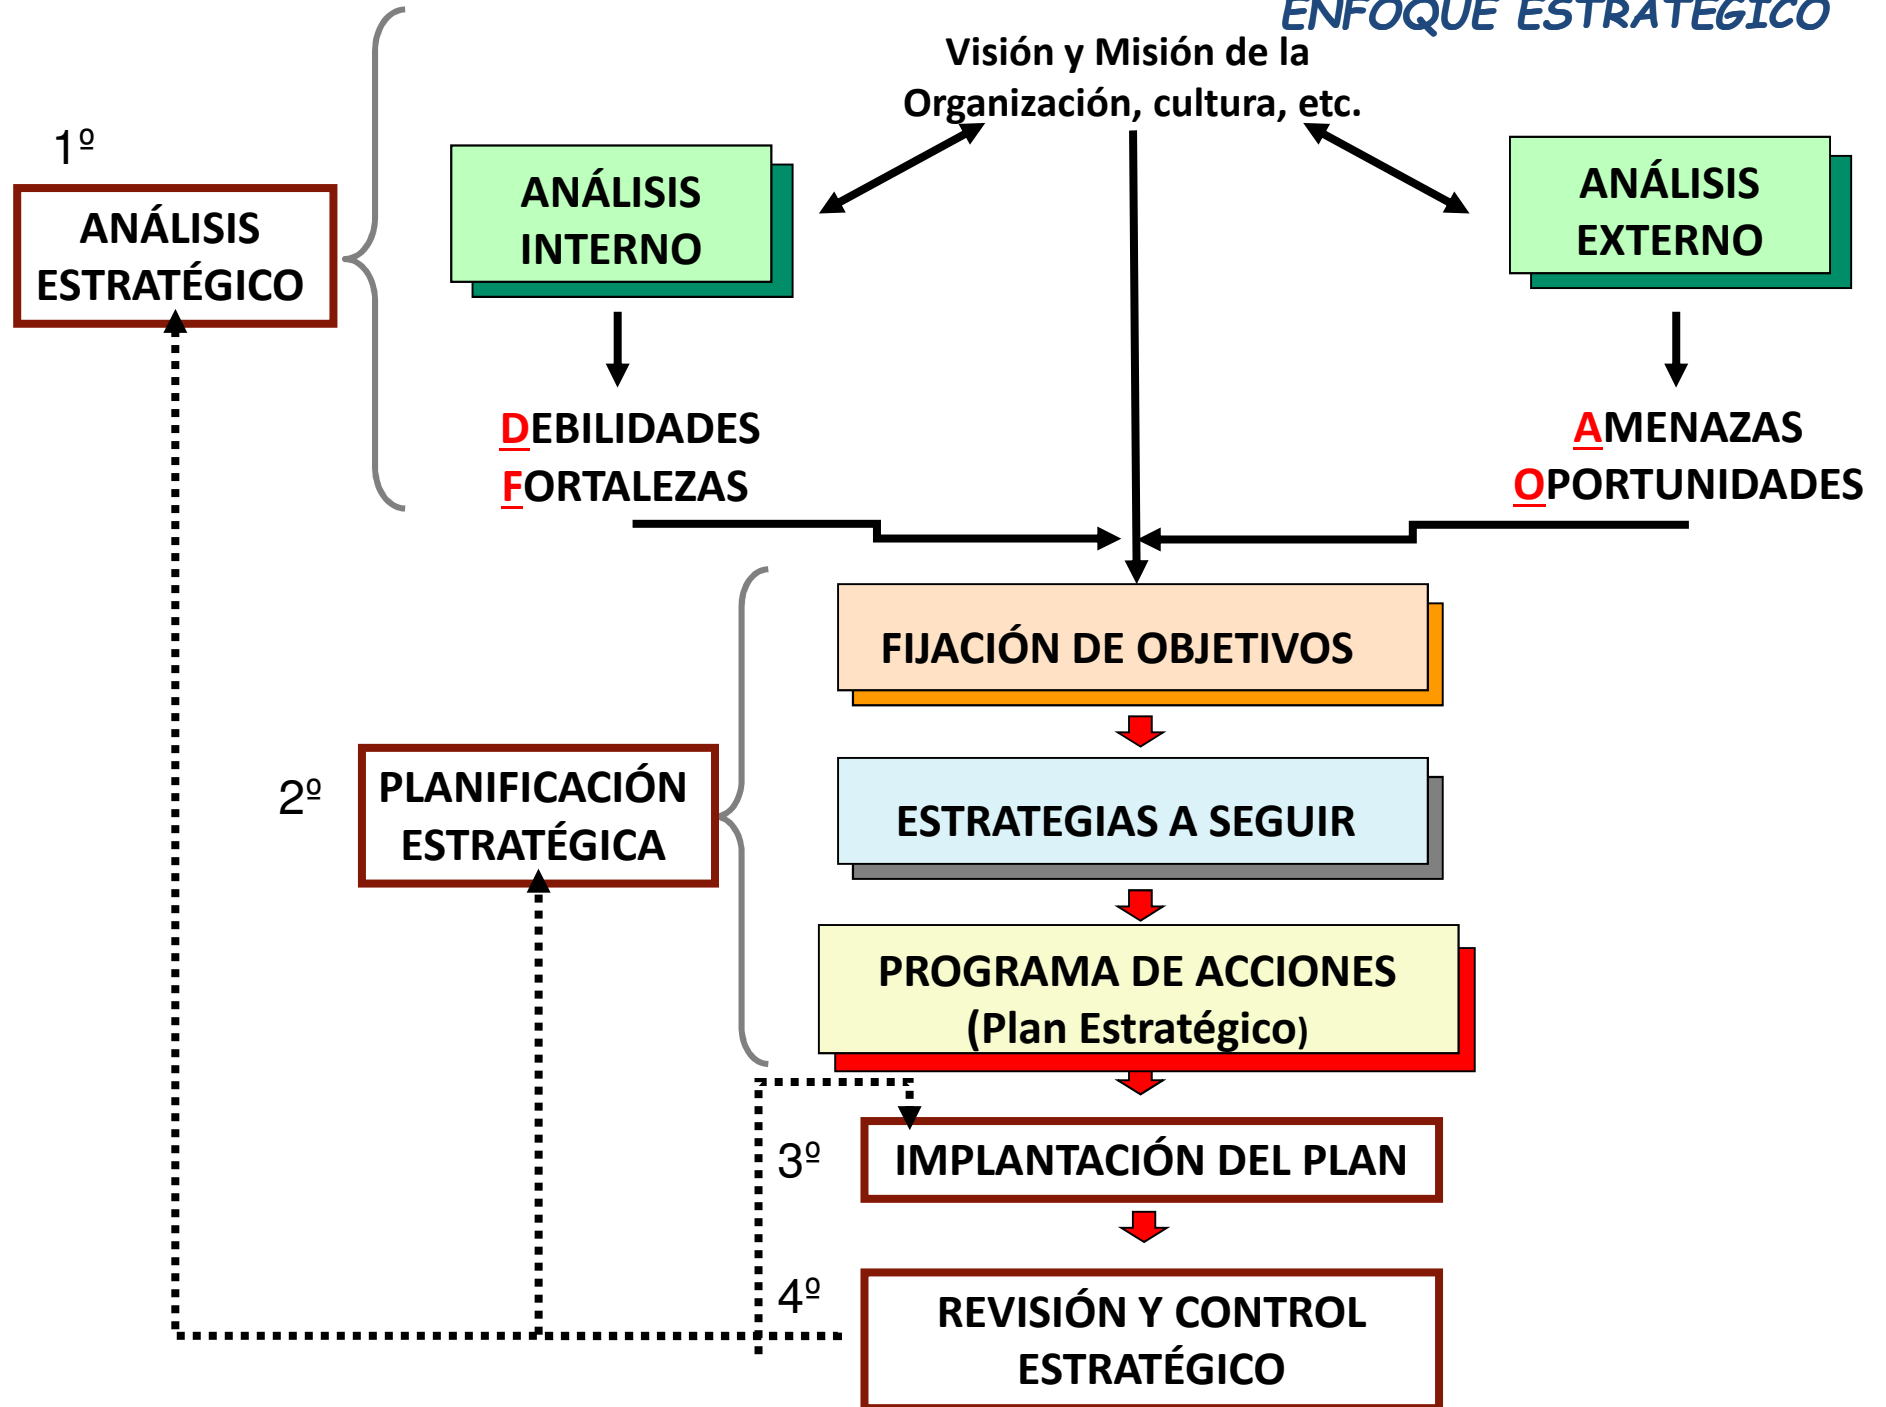 ENFOQUE ESTRATÉGICO
Visión y Misión de la
Organización, cultura, etc.
1º
ANÁLISIS
ESTRATÉGICO
ANÁLISIS
INTERNO
ANÁLISIS
EXTERNO
DEBILIDADES
FORTALEZAS
AMENAZAS
OPORTUNIDADES
FIJACIÓN DE OBJETIVOS
2º
PLANIFICACIÓN
ESTRATÉGICA
ESTRATEGIAS A SEGUIR
PROGRAMA DE ACCIONES
(Plan Estratégico)
3º
IMPLANTACIÓN DEL PLAN
4º
REVISIÓN Y CONTROL
ESTRATÉGICO